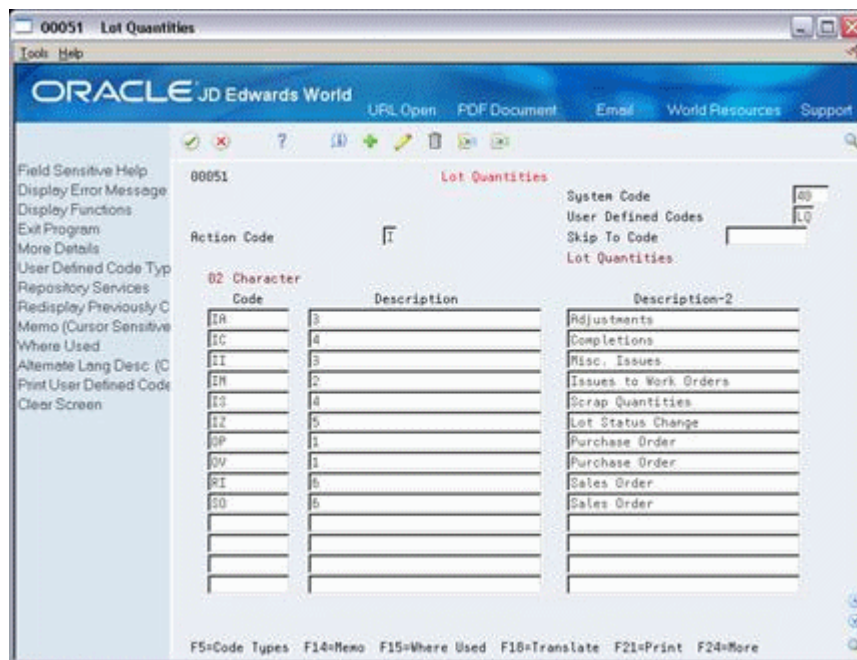 00051 Lot Quantities
Tools Help
ORACLE JD Edwards World
URL Open PDF Document Email World Resources Support
Field Sensitive Help
Display Error Message
Display Functions
Exit Program
More Details
User Defined Code Typ
Repository Services
Redisplay Previously C
Memo (Cursor Sensitive
Where Used
Alternate Lang Desc (C
Print User Defined Code
Clear Screen
00051 Lot Quantities
System Code 40
User Defined Codes LQ
Action Code I Skip To Code
Lot Quantities
02 Character
Code Description Description-2
IA 3 Adjustments
IC 4 Completions
II 3 Misc. Issues
IM 2 Issues to Work Orders
IS 4 Scrap Quantities
IZ 5 Lot Status Change
OP 1 Purchase Order
OV 1 Purchase Order
RI 6 Sales Order
SO 6 Sales Order
F5=Code Types F14=Memo F15=Where Used F18=Translate F21=Print F24=More